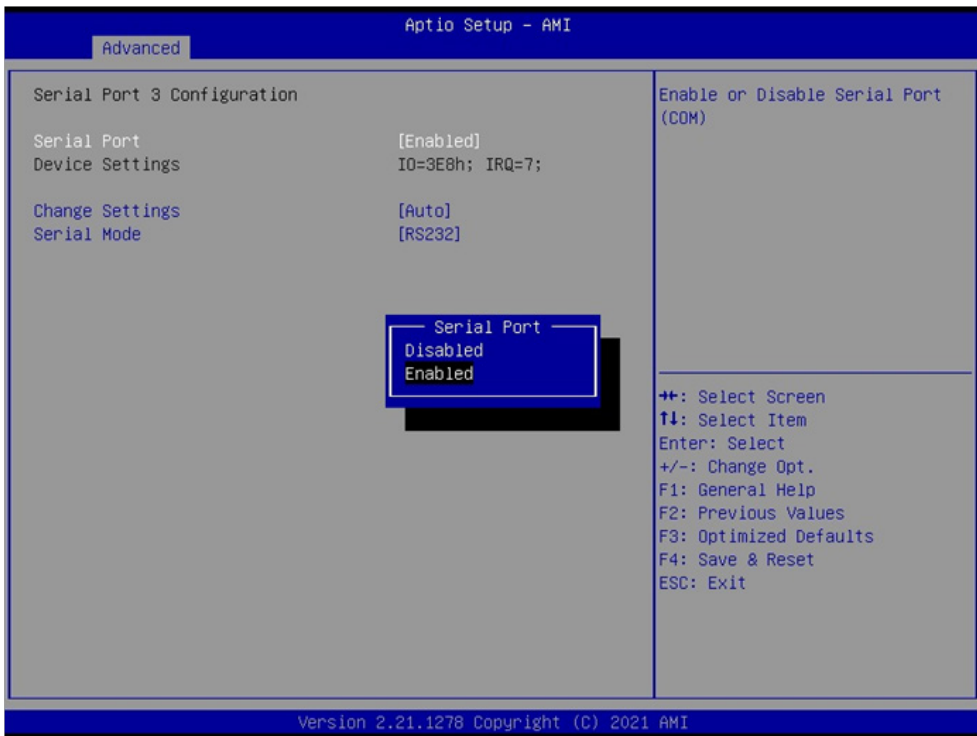 Aptio Setup – AMI
Advanced
Serial Port 3 Configuration
Serial Port [Enabled]
Device Settings IO=3E8h; IRQ=7;
Change Settings [Auto]
Serial Mode [RS232]
Serial Port
Disabled
Enabled
Enable or Disable Serial Port
(COM)
→←: Select Screen
↑↓: Select Item
Enter: Select
+/-: Change Opt.
F1: General Help
F2: Previous Values
F3: Optimized Defaults
F4: Save & Reset
ESC: Exit
Version 2.21.1278 Copyright (C) 2021 AMI